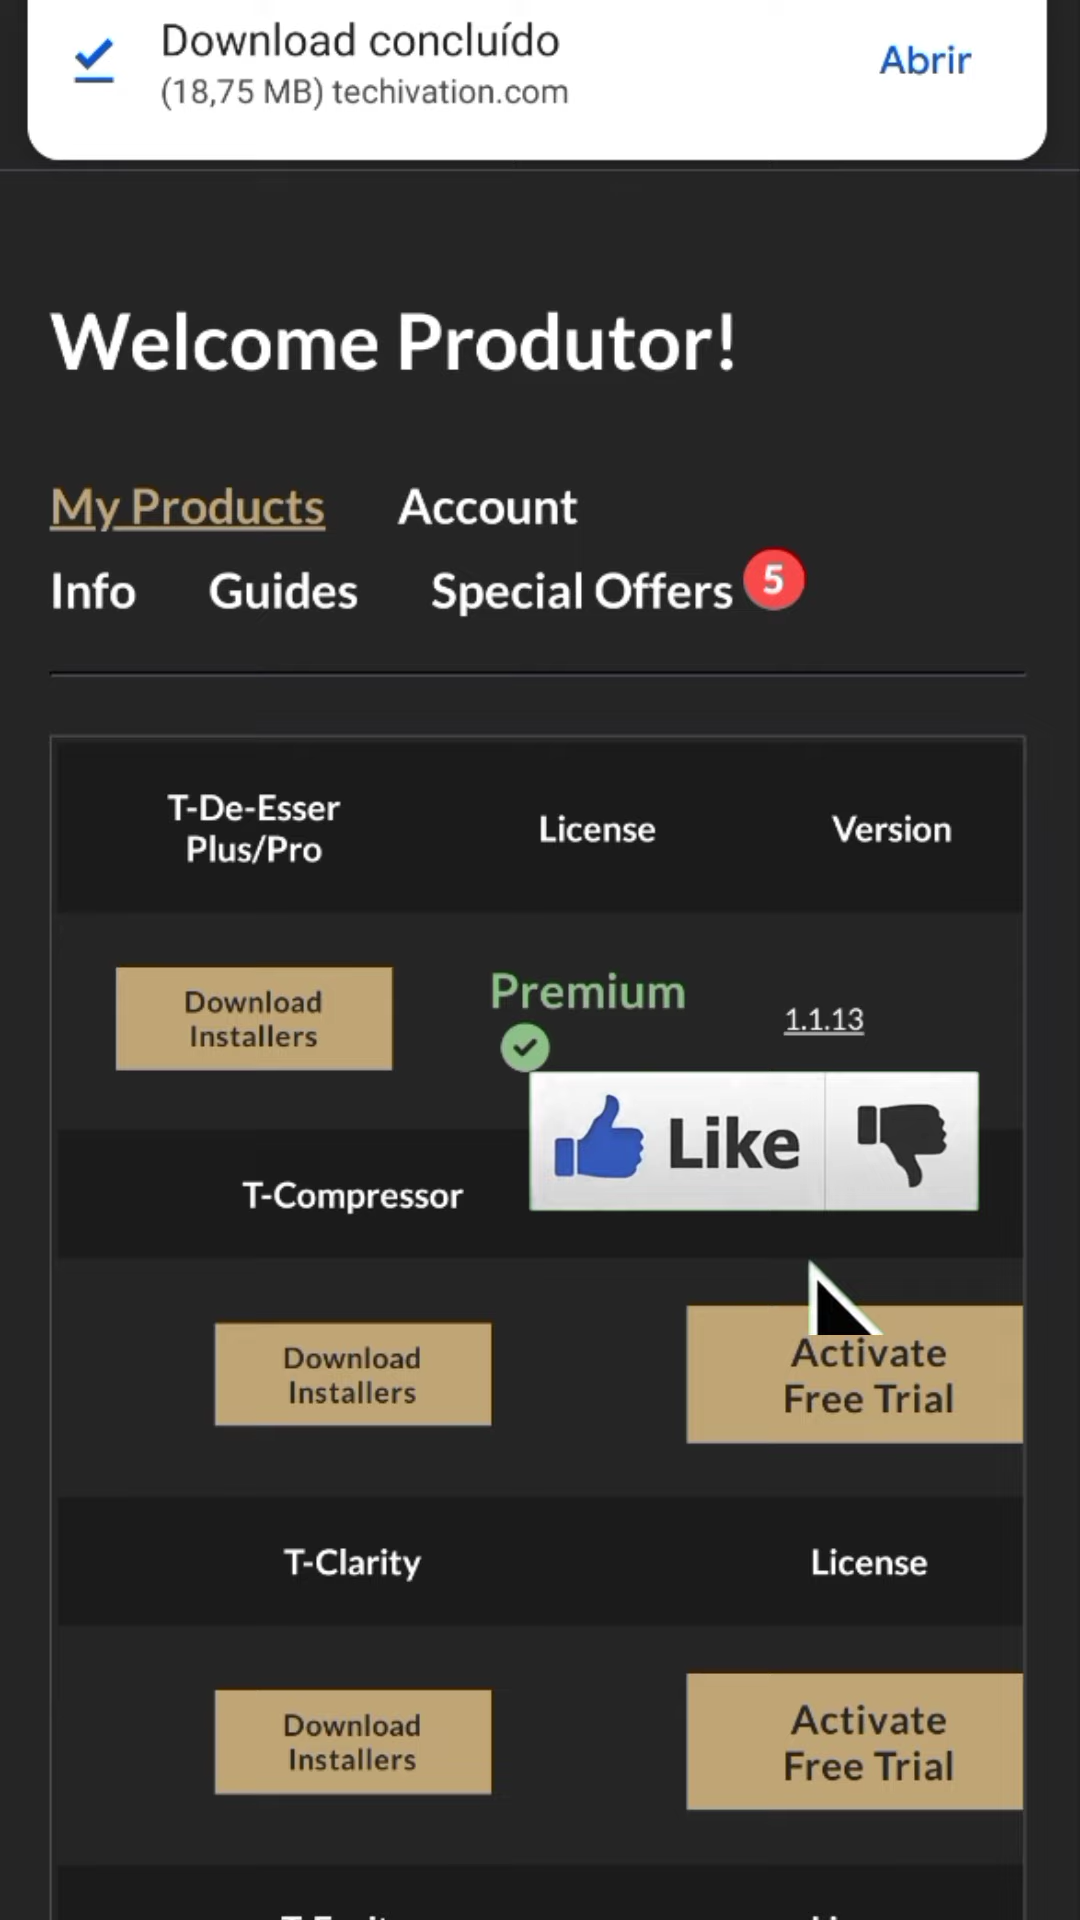 Download concluído
Abrir
(18,75 MB) techivation.com
Welcome Produtor!
My Products Account
Info Guides Special Offers 5
T-De-Esser
Plus/Pro
License
Version
Download
Installers
Premium
1.1.13
Like
T-Compressor
Download
Installers
Activate
Free Trial
T-Clarity
License
Download
Installers
Activate
Free Trial